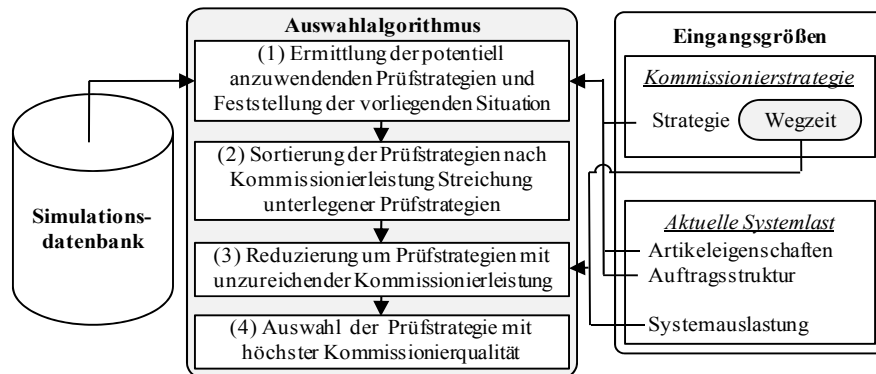 Auswahlalgorithmus
(1) Ermittlung der potentiell
anzuwendenden Prüfstrategien und
Feststellung der vorliegenden Situation
(2) Sortierung der Prüfstrategien nach
Kommissionierleistung Streichung
unterlegener Prüfstrategien
(3) Reduzierung um Prüfstrategien mit
unzureichender Kommissionierleistung
(4) Auswahl der Prüfstrategie mit
höchster Kommissionierqualität
Simulations-
datenbank
Eingangsgrößen
Kommissionierstrategie
Strategie Wegzeit
Aktuelle Systemlast
Artikeleigenschaften
Auftragsstruktur
Systemauslastung